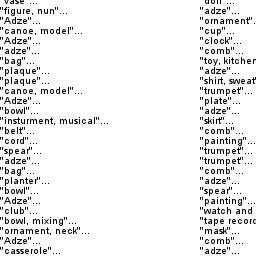 "vase"... "doll"...
"figure, nun"... "adze"...
"Adze"... "ornament".
"canoe, model"... "cup"...
"Adze"... "clock"...
"adze"... "comb"...
"bag"... "toy, kitchen
"plaque"... "adze"...
"plaque"... "shirt, sweat"
"canoe, model"... "trumpet"...
"Adze"... "plate"...
"bowl"... "adze"...
"insturment, musical"... "skirt"...
"belt"... "comb"...
"cord"... "painting"...
"spear"... "trumpet"...
"adze"... "trumpet"...
"bag"... "comb"...
"planter"... "adze"...
"bowl"... "spear"...
"Adze"... "painting"...
"club"... "watch and
"bowl, mixing"... "tape record
"ornament, neck"... "mask"...
"Adze"... "comb"...
"casserole"... "adze"...